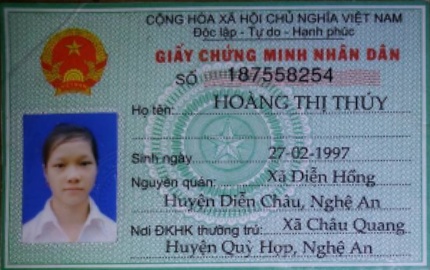 CỘNG HÒA XÃ HỘI CHỦ NGHĨA VIỆT NAM
Độc lập - Tự do - Hạnh phúc
GIẤY CHỨNG MINH NHÂN DÂN
SỐ 187558254
Họ tên: HOÀNG THỊ THÚY
Sinh ngày 27-02-1997
Nguyên quán: Xã Diễn Hồng
Huyện Diễn Châu, Nghệ An
Nơi ĐKHK thường trú: Xã Châu Quang
Huyện Quỳ Hợp, Nghệ An